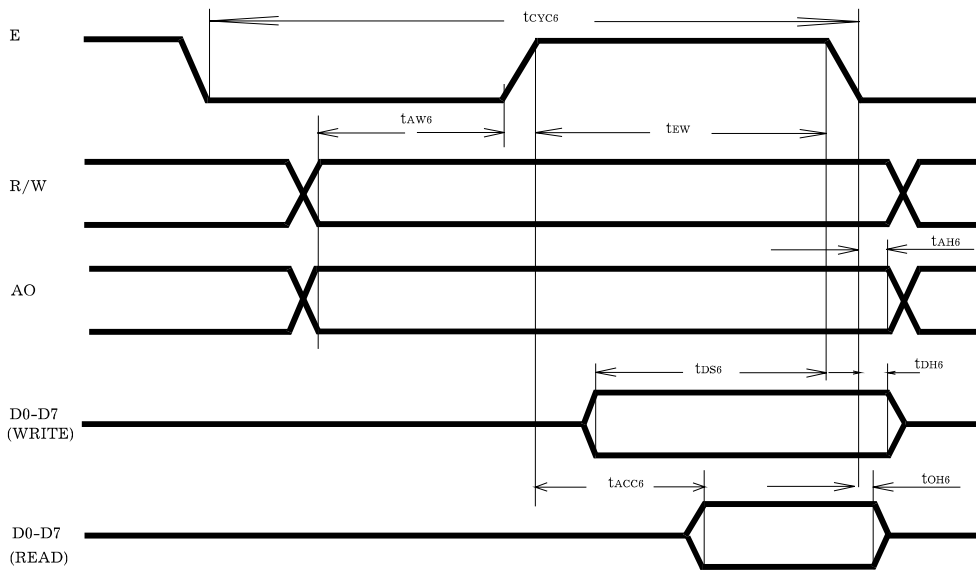 tCYC6
E
tAW6
tEW
R/W
tAH6
AO
tDS6
tDH6
D0-D7
(WRITE)
tACC6
tOH6
D0-D7
(READ)